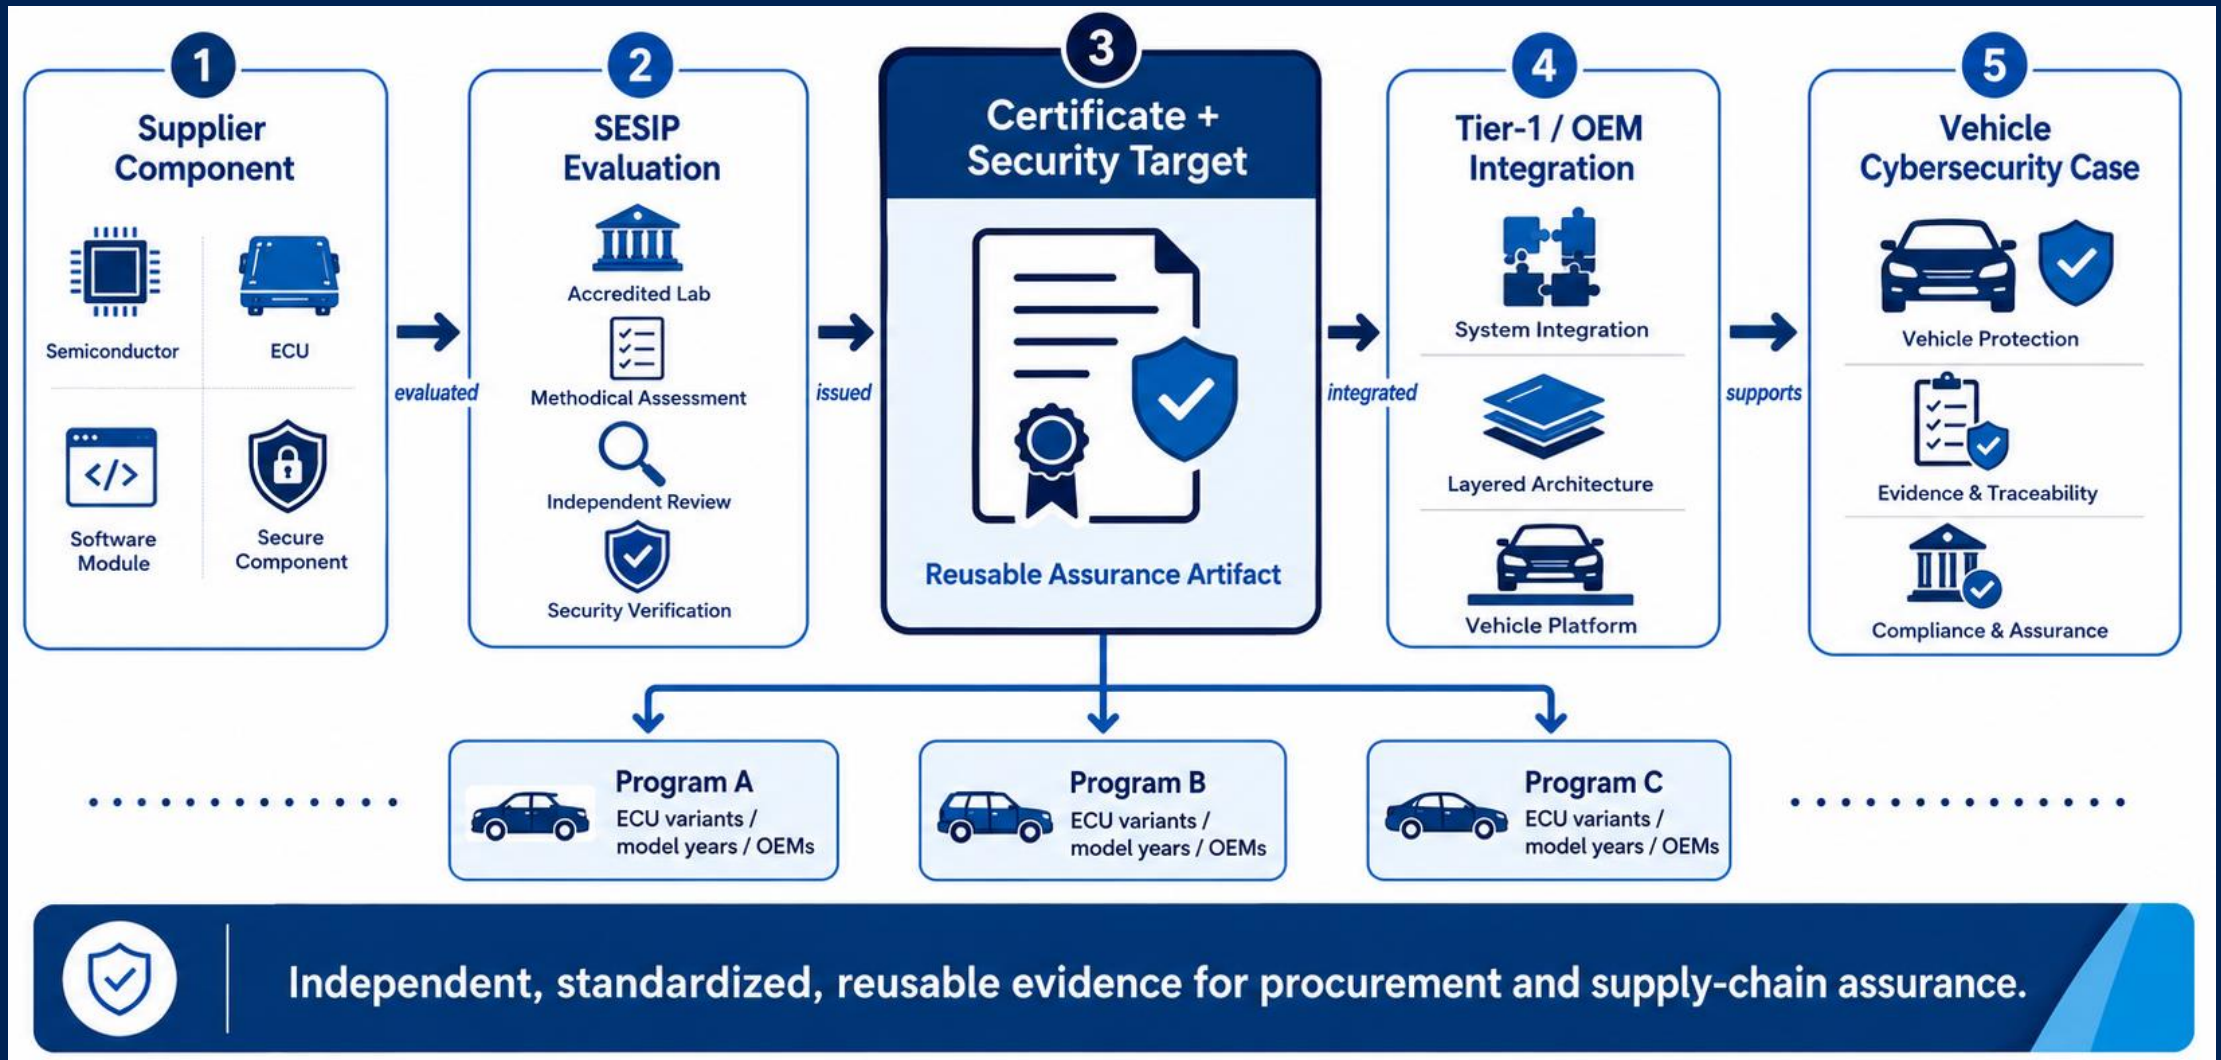 1
Supplier
Component
Semiconductor
ECU
</>
Software
Module
Secure
Component
evaluated
2
SESIP
Evaluation
Accredited Lab
Methodical Assessment
Independent Review
Security Verification
issued
3
Certificate +
Security Target
Reusable Assurance Artifact
integrated
4
Tier-1 / OEM
Integration
System Integration
Layered Architecture
Vehicle Platform
supports
5
Vehicle
Cybersecurity Case
Vehicle Protection
Evidence & Traceability
Compliance & Assurance
Program A
ECU variants /
model years / OEMs
Program B
ECU variants /
model years / OEMs
Program C
ECU variants /
model years / OEMs
Independent, standardized, reusable evidence for procurement and supply-chain assurance.